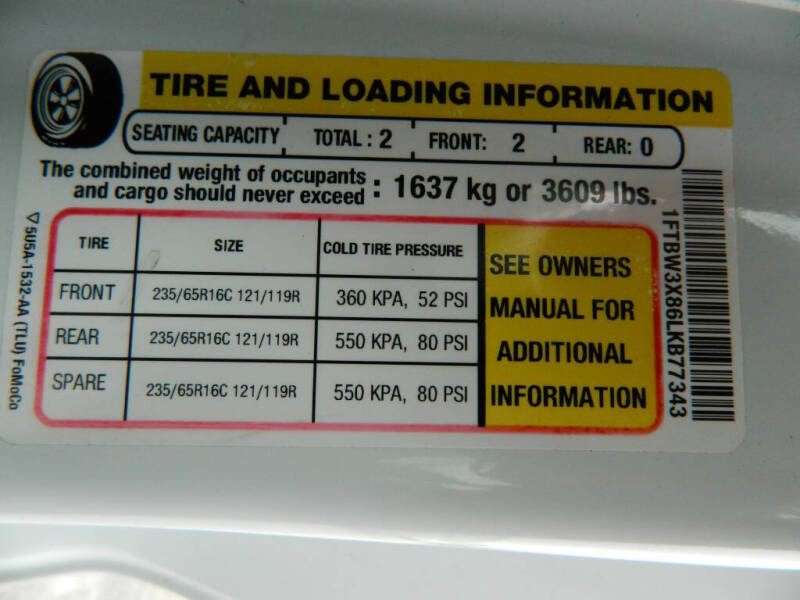 TIRE AND LOADING INFORMATION
SEATING CAPACITY TOTAL : 2 FRONT: 2 REAR: 0
The combined weight of occupants
and cargo should never exceed : 1637 kg or 3609 lbs.
TIRE SIZE COLD TIRE PRESSURE
FRONT 235/65R16C 121/119R 360 KPA, 52 PSI
REAR 235/65R16C 121/119R 550 KPA, 80 PSI
SPARE 235/65R16C 121/119R 550 KPA, 80 PSI
SEE OWNERS
MANUAL FOR
ADDITIONAL
INFORMATION
1FTBW3X86LKB77343
▽5U5A-1532-AA (TLU) FoMoCo